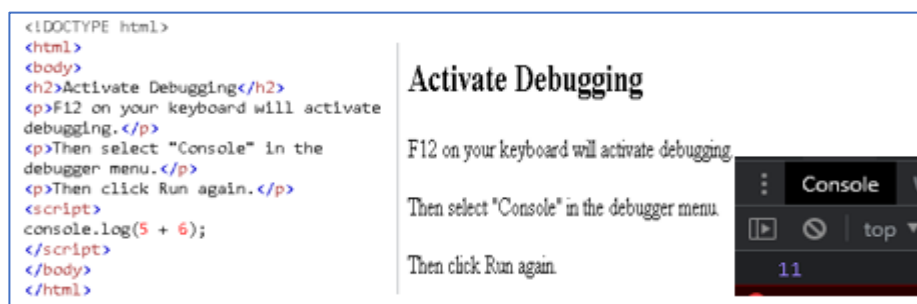 <!DOCTYPE html>
<html>
<body>
<h2>Activate Debugging</h2>
<p>F12 on your keyboard will activate
debugging.</p>
<p>Then select "Console" in the
debugger menu.</p>
<p>Then click Run again.</p>
<script>
console.log(5 + 6);
</script>
</body>
</html>
Activate Debugging
F12 on your keyboard will activate debugging.
Then select "Console" in the debugger menu.
Then click Run again.
Console
top
11